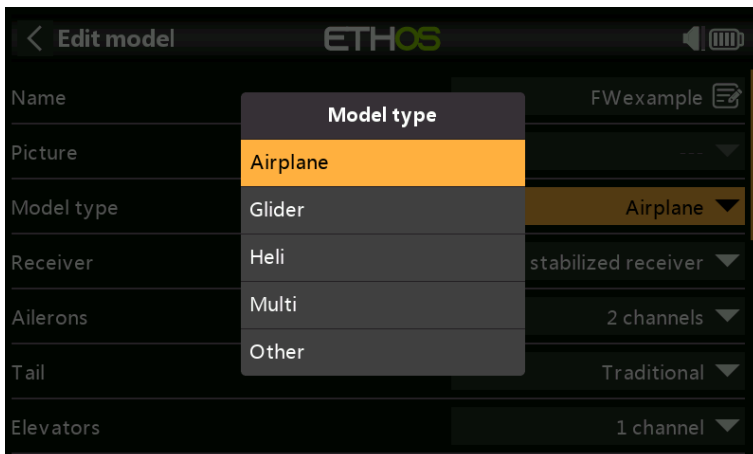 Edit model
ETHOS
Name
FWexample
Model type
Picture
---
Airplane
Model type
Airplane
Glider
Receiver
Heli
stabilized receiver
Multi
Ailerons
2 channels
Other
Tail
Traditional
Elevators
1 channel